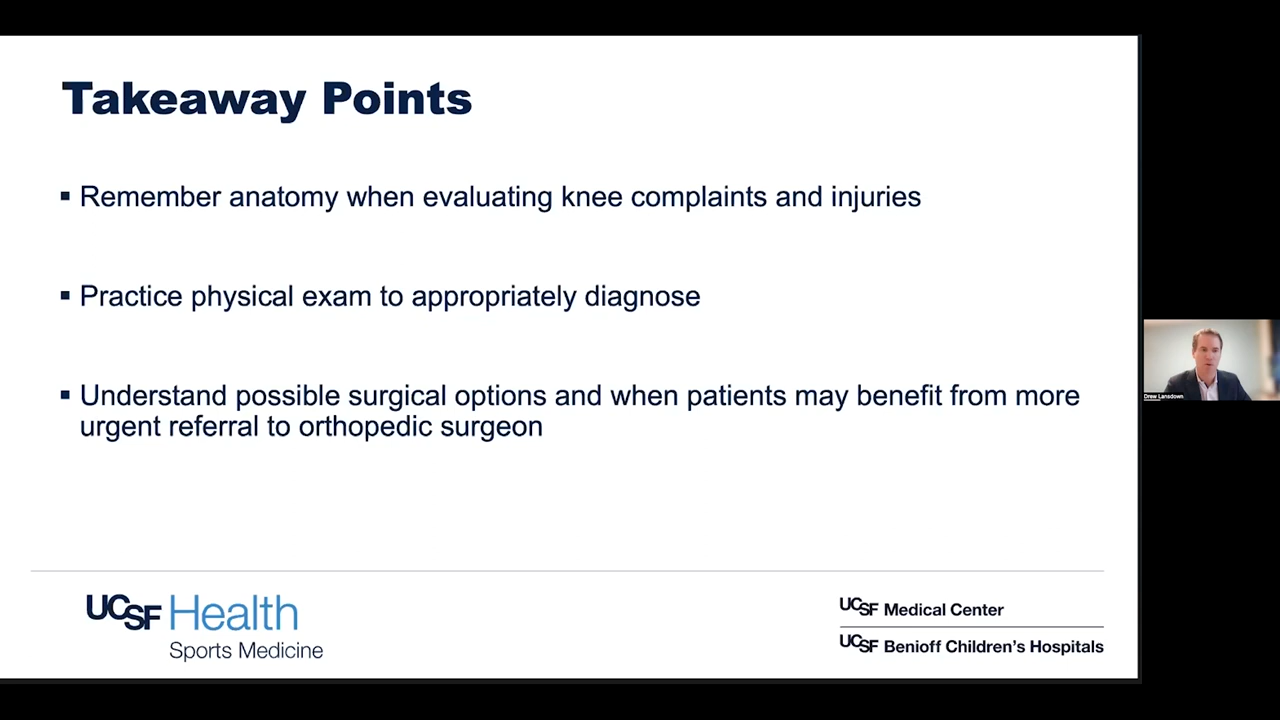 Takeaway Points
▪ Remember anatomy when evaluating knee complaints and injuries
▪ Practice physical exam to appropriately diagnose
▪ Understand possible surgical options and when patients may benefit from more
urgent referral to orthopedic surgeon
Drew Lansdown
UCSF Health
Sports Medicine
UCSF Medical Center
UCSF Benioff Children's Hospitals